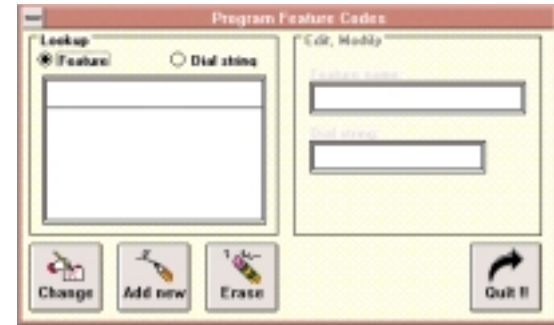 Program Feature Codes
Lookup
Feature
Dial string
Edit, Modify
Feature name:
Dial string:
Change
Add new
Erase
Quit !!